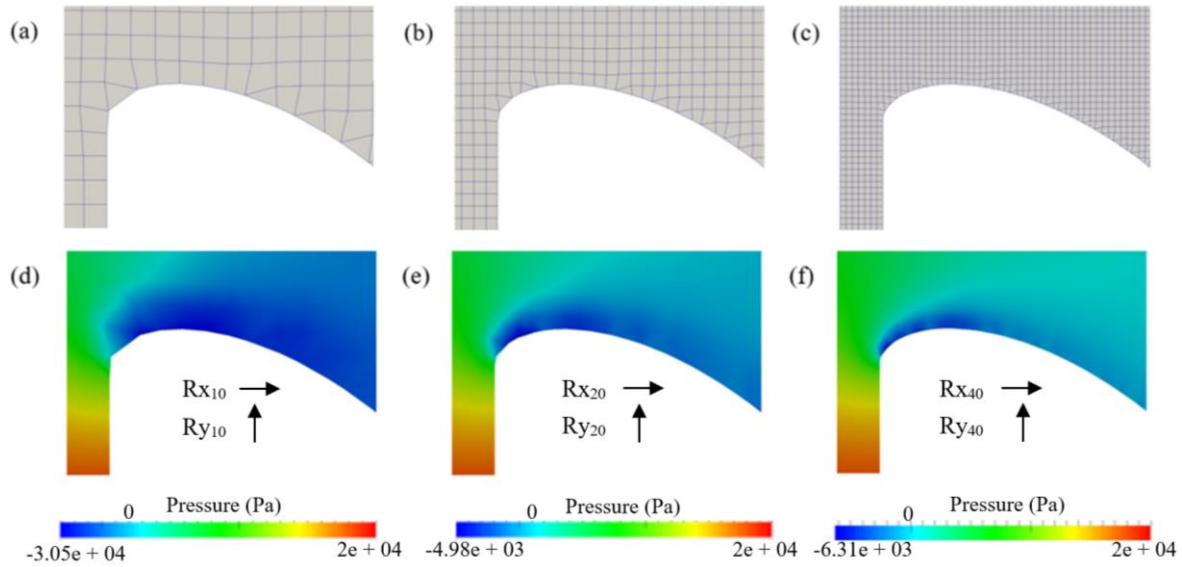 (a) (b) (c)
(d) (e) (f)
Rx10 Rx20 Rx40
Ry10 Ry20 Ry40
Pressure (Pa) Pressure (Pa) Pressure (Pa)
0 0 0
-3.05e + 04 2e + 04 -4.98e + 03 2e + 04 -6.31e + 03 2e + 04